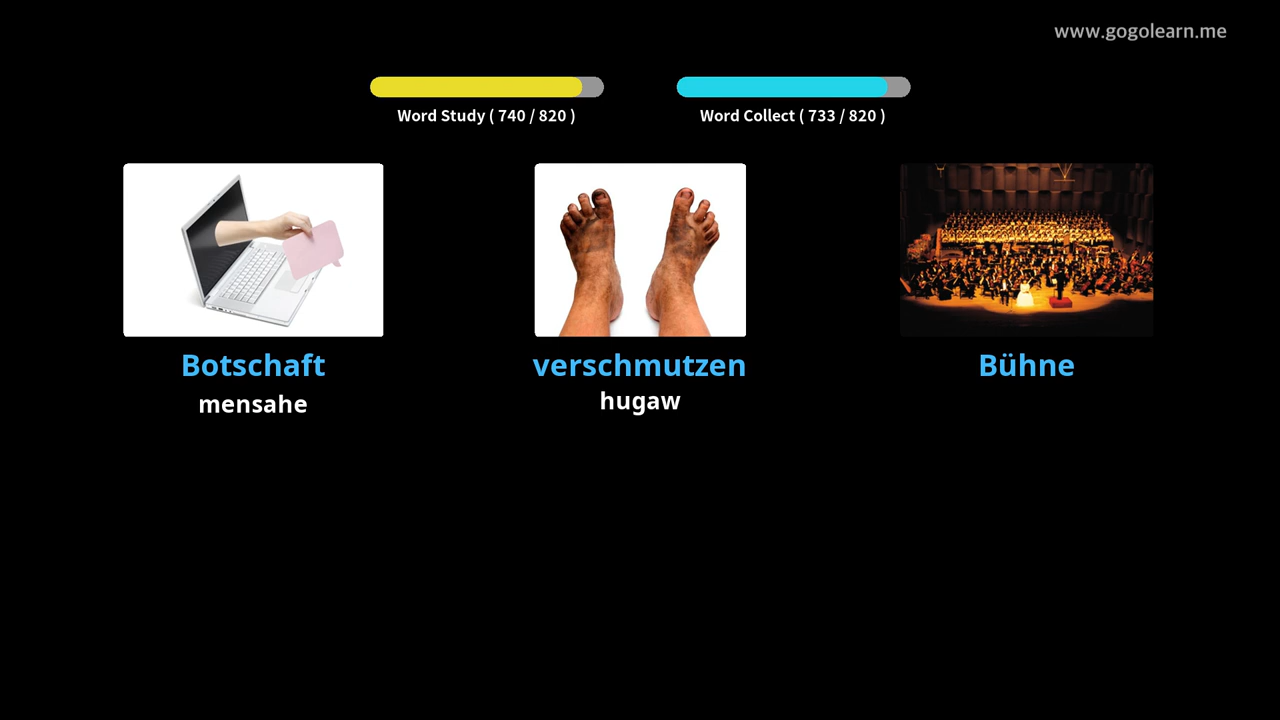 www.gogolearn.me
Word Study ( 740 / 820 )
Word Collect ( 733 / 820 )
Botschaft
mensahe
verschmutzen
hugaw
Bühne